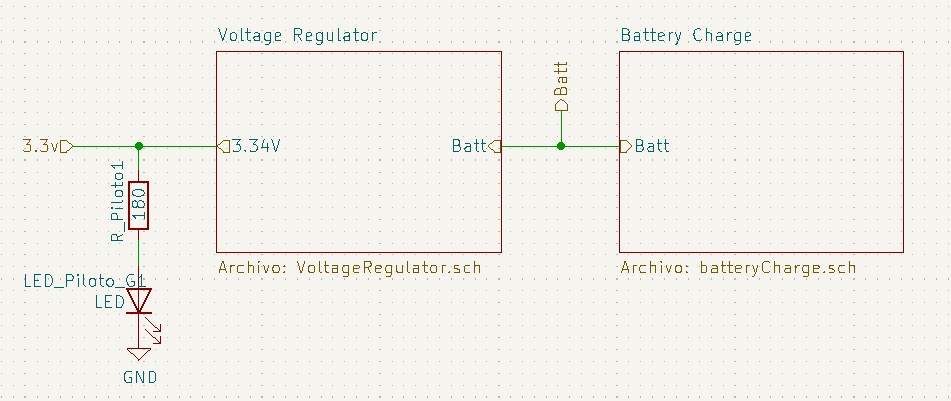 Voltage Regulator
Battery Charge
Batt
3.3v
3.34V
Batt
Batt
R_Piloto1
180
Archivo: VoltageRegulator.sch
Archivo: batteryCharge.sch
LED_Piloto_G1
LED
GND